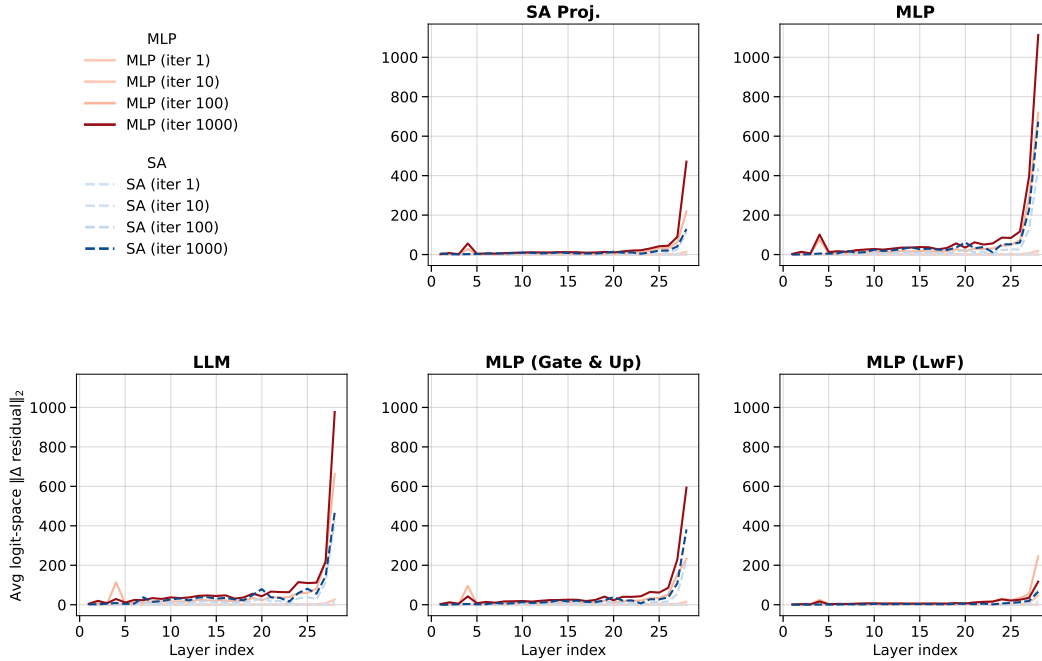 MLP
MLP (iter 1)
MLP (iter 10)
MLP (iter 100)
MLP (iter 1000)
SA
SA (iter 1)
SA (iter 10)
SA (iter 100)
SA (iter 1000)
SA Proj.
1000
800
600
400
200
0
0 5 10 15 20 25
MLP
1000
800
600
400
200
0
0 5 10 15 20 25
LLM
Avg logit-space ‖Δ residual‖₂
1000
800
600
400
200
0
0 5 10 15 20 25
Layer index
MLP (Gate & Up)
1000
800
600
400
200
0
0 5 10 15 20 25
Layer index
MLP (LwF)
1000
800
600
400
200
0
0 5 10 15 20 25
Layer index